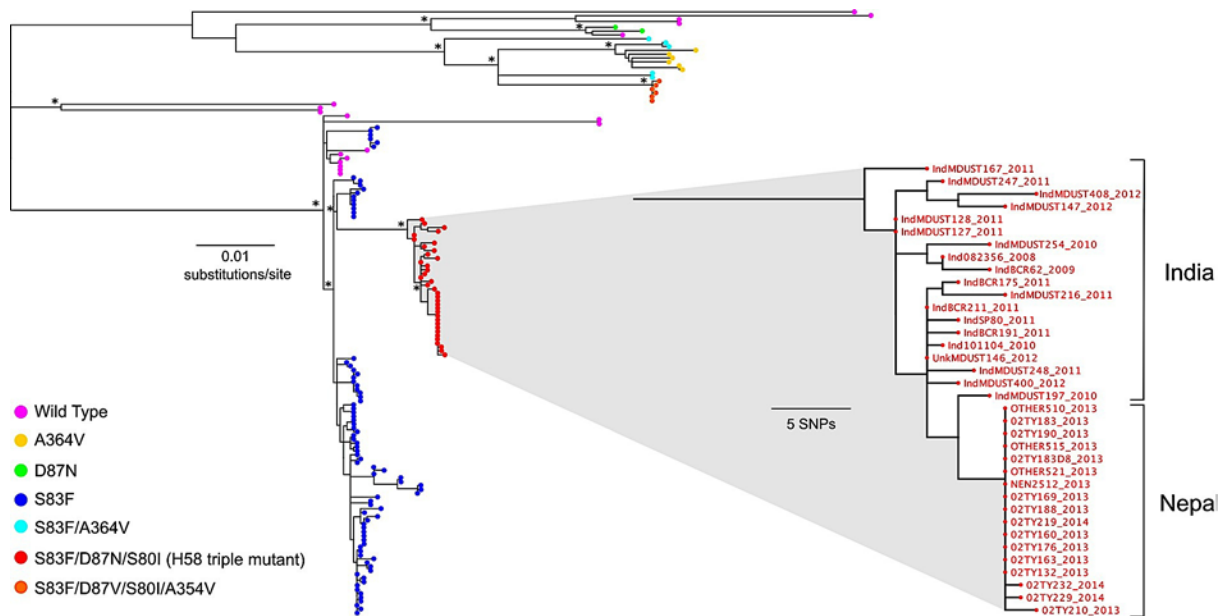 *
*
*
*
*
*
*
*
*
*
*
*
0.01
substitutions/site
Wild Type
A364V
D87N
S83F
S83F/A364V
S83F/D87N/S80I (H58 triple mutant)
S83F/D87V/S80I/A354V
5 SNPs
IndMDUST167_2011
IndMDUST247_2011
IndMDUST408_2012
IndMDUST147_2012
IndMDUST128_2011
IndMDUST127_2011
IndMDUST254_2010
Ind082356_2008
IndBCR62_2009
IndBCR175_2011
IndMDUST216_2011
IndBCR211_2011
IndSP80_2011
IndBCR191_2011
Ind101104_2010
UnkMDUST146_2012
IndMDUST248_2011
IndMDUST400_2012
IndMDUST197_2010
OTHER510_2013
02TY183_2013
02TY190_2013
OTHER515_2013
02TY183D8_2013
OTHER521_2013
NEN2512_2013
02TY169_2013
02TY188_2013
02TY219_2014
02TY160_2013
02TY176_2013
02TY163_2013
02TY132_2013
02TY232_2014
02TY229_2014
02TY210_2013
India
Nepal